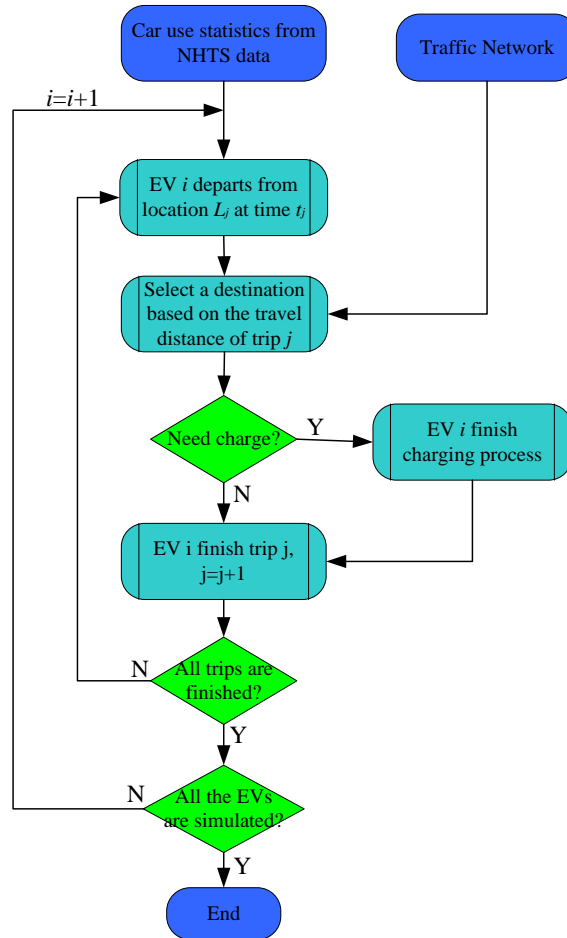 Car use statistics from
NHTS data
Traffic Network
i=i+1
EV i departs from
location Lj at time tj
Select a destination
based on the travel
distance of trip j
Need charge?
Y
EV i finish
charging process
N
EV i finish trip j,
j=j+1
All trips are
finished?
N
Y
All the EVs
are simulated?
N
Y
End